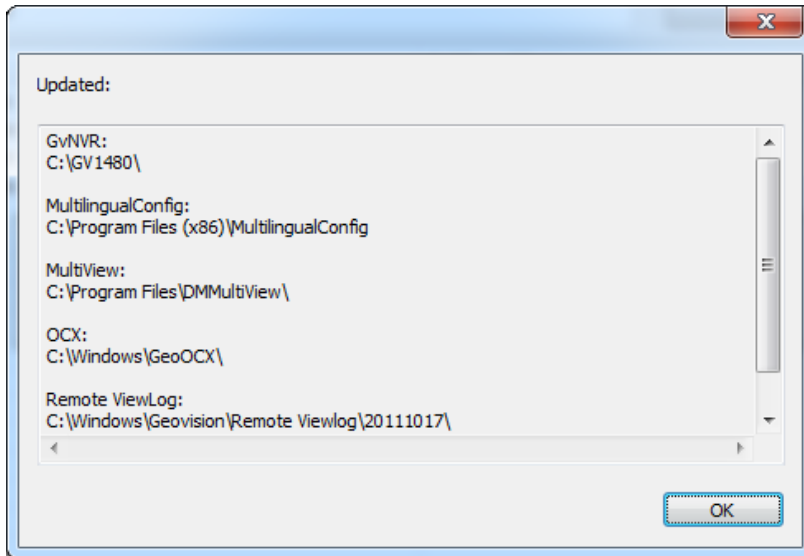 Updated:
GvNVR:
C:\GV1480\
MultilingualConfig:
C:\Program Files (x86)\MultilingualConfig
MultiView:
C:\Program Files\DMMultiView\
OCX:
C:\Windows\GeoOCX\
Remote ViewLog:
C:\Windows\Geovision\Remote Viewlog\20111017\
OK